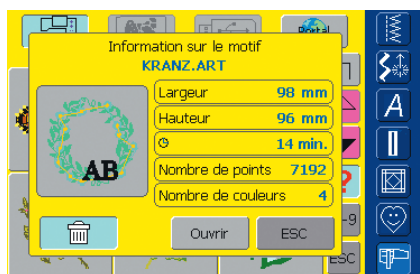 Portal
Information sur le motif
KRANZ.ART
Largeur 98 mm
Hauteur 96 mm
14 min.
AB
Nombre de points 7192
Nombre de couleurs 4
Ouvrir
ESC
?
-9
ESC
A